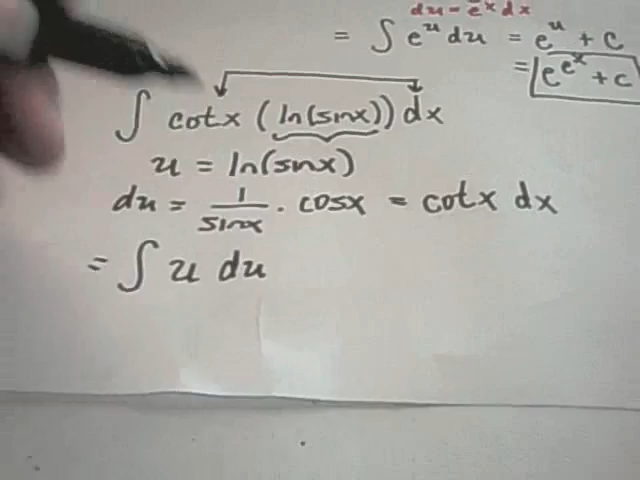 du = e^x dx
= ∫ e^u du = e^u + C
= e^{e^x} + C
∫ cotx (ln(sinx)) dx
u = ln(sinx)
du = 1/sinx · cosx = cotx dx
= ∫ u du